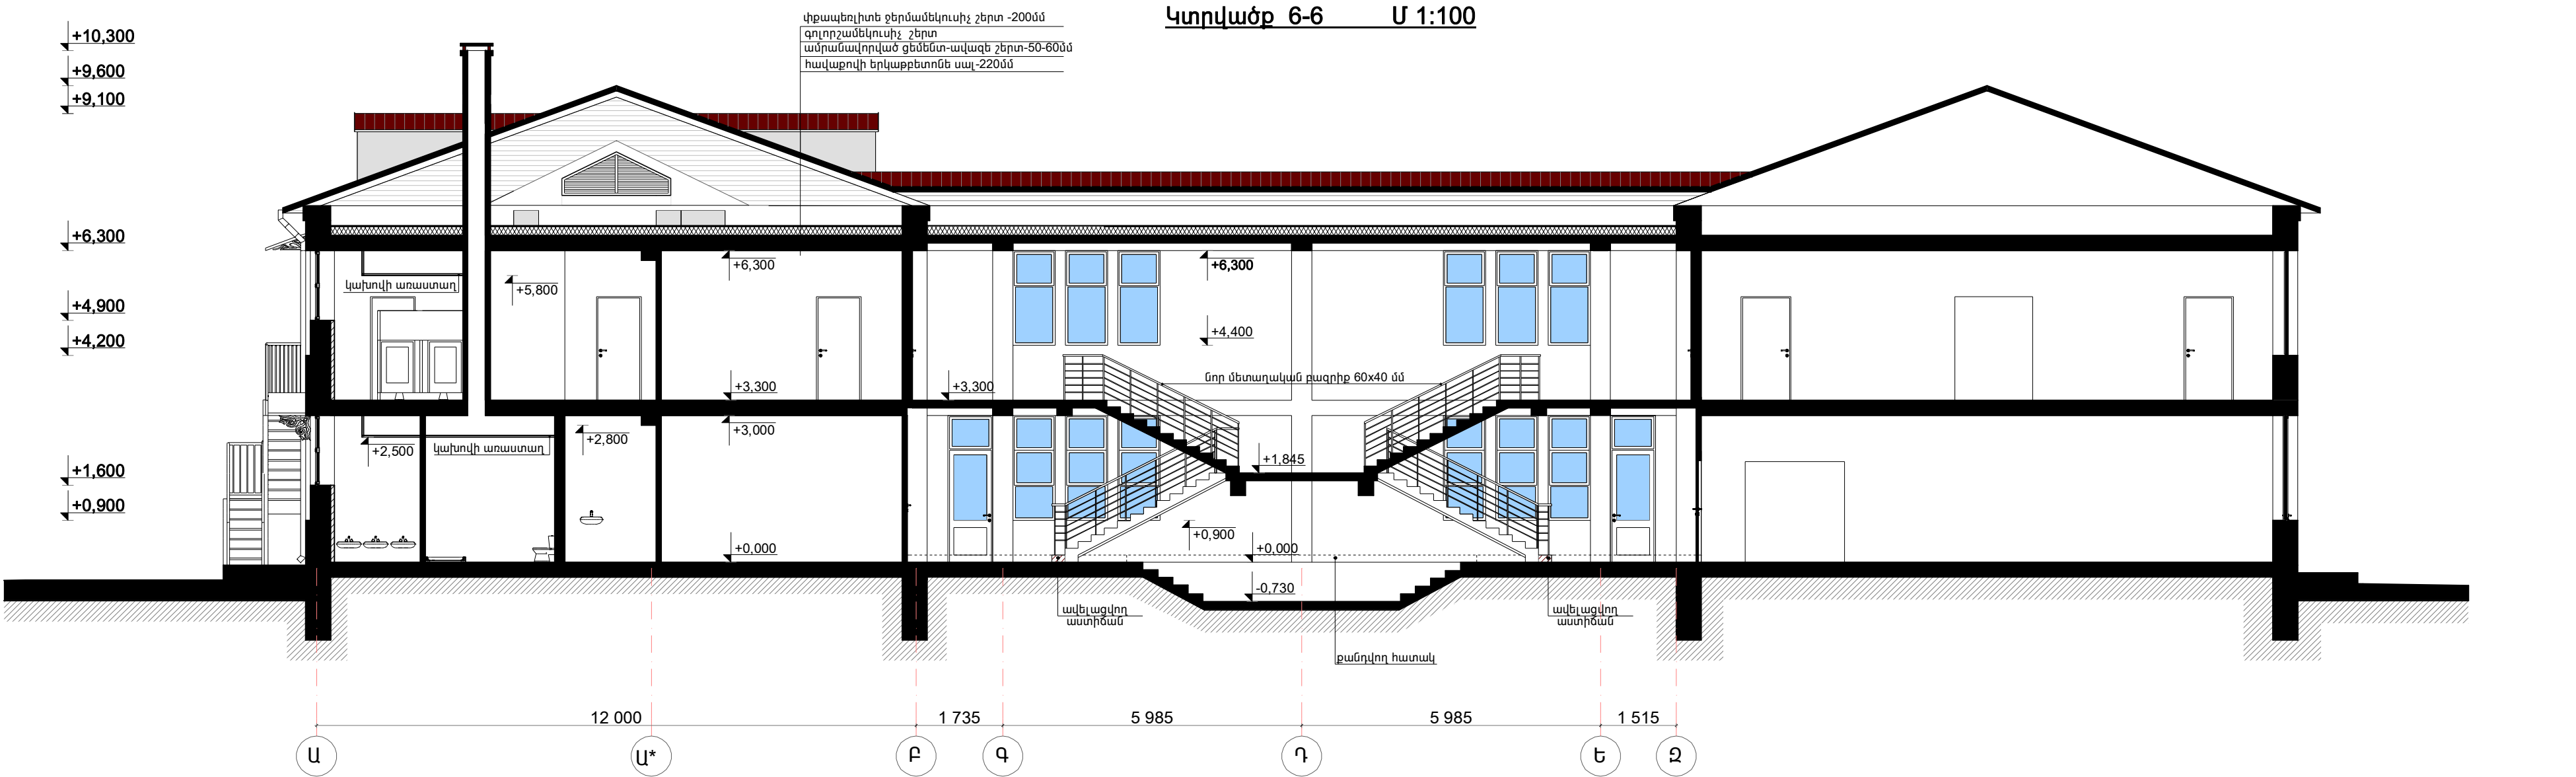 Կտրվածք 6-6 Մ 1:100
փքապեռլիտե ջերմամեկուսիչ շերտ -200մմ
գոլորշամեկուսիչ շերտ
ամրանավորված ցեմենտ-ավազե շերտ-50-60մմ
հավաքովի երկաթբետոնե սալ-220մմ
+10,300
+9,600
+9,100
+6,300
+4,900
+4,200
+1,600
+0,900
կախովի առաստաղ
+5,800
+6,300
+6,300
+4,400
+3,300
+3,300
նոր մետաղական բազրիք 60x40 մմ
+2,500
կախովի առաստաղ
+2,800
+3,000
+1,845
+0,900
+0,000
+0,000
-0,730
ավելացվող
աստիճան
ավելացվող
աստիճան
քանդվող հատակ
12 000
1 735
5 985
5 985
1 515
Ա
Ա*
Բ
Գ
Դ
Ե
Զ